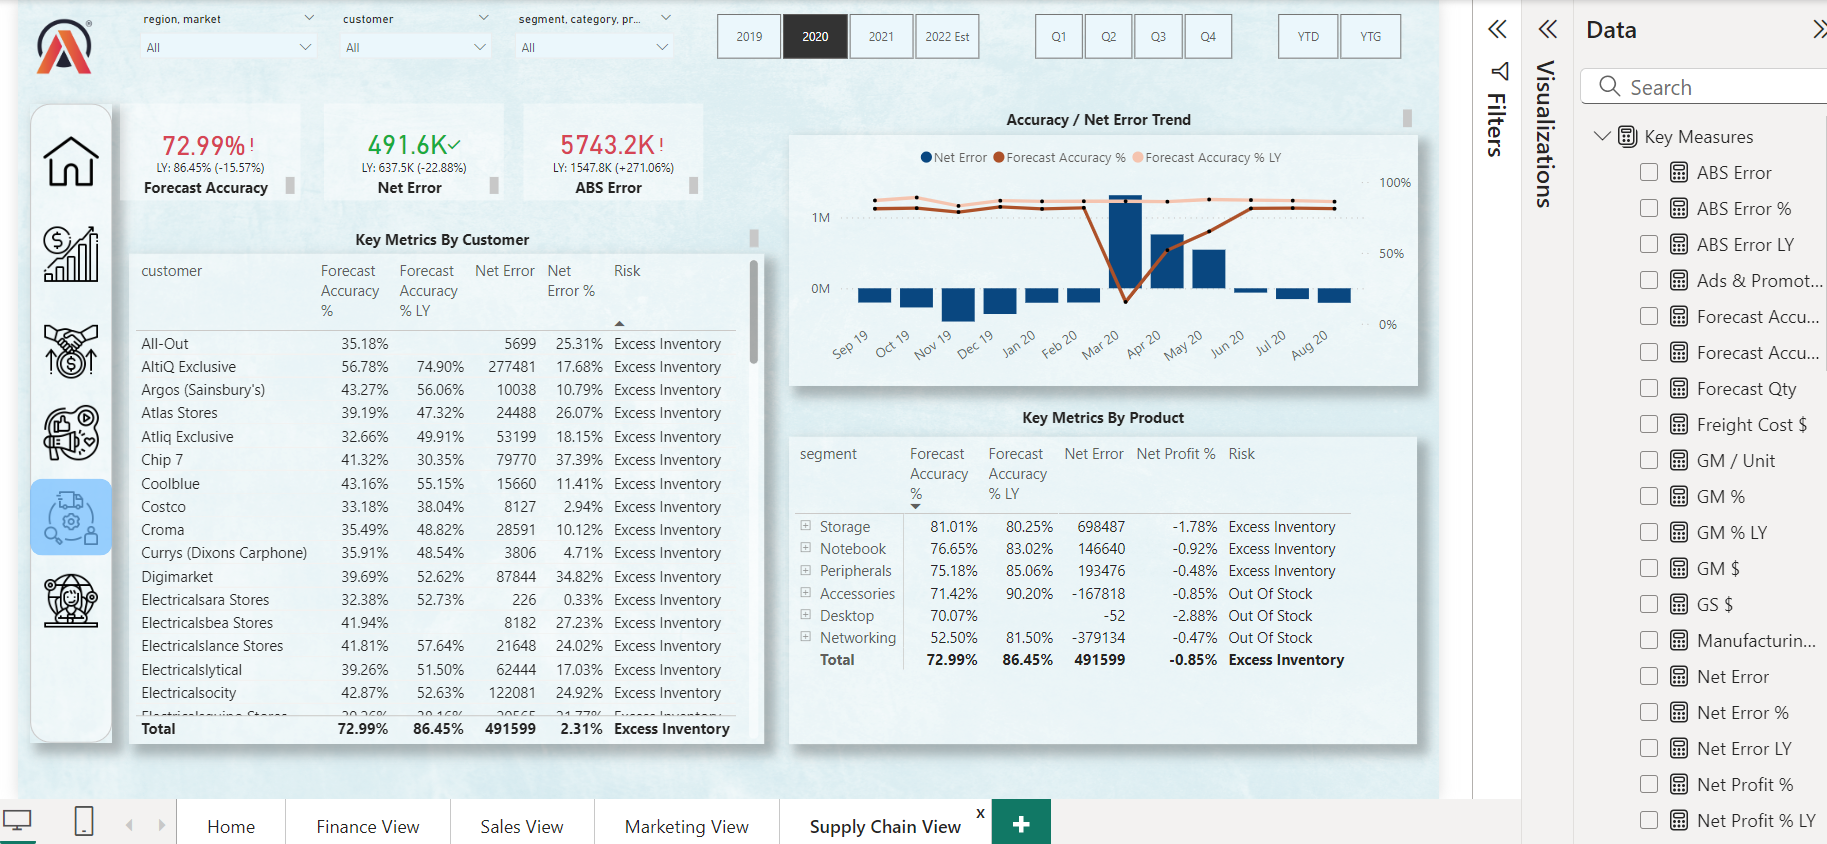 region, market
customer
segment, category, pr...
All
All
All
2019
2020
2021
2022 Est
Q1
Q2
Q3
Q4
YTD
YTG
72.99%!
LY: 86.45% (-15.57%)
Forecast Accuracy
491.6K
LY: 637.5K (-22.88%)
Net Error
5743.2K!
LY: 1547.8K (+271.06%)
ABS Error
Accuracy / Net Error Trend
Net Error Forecast Accuracy % Forecast Accuracy % LY
100%
1M
50%
0M
0%
Sep 19 Oct 19 Nov 19 Dec 19 Jan 20 Feb 20 Mar 20 Apr 20 May 20 Jun 20 Jul 20 Aug 20
Key Metrics By Customer
customer Forecast Accuracy % Forecast Accuracy % LY Net Error Net Error % Risk
All-Out 35.18% 5699 25.31% Excess Inventory
AltiQ Exclusive 56.78% 74.90% 277481 17.68% Excess Inventory
Argos (Sainsbury's) 43.27% 56.06% 10038 10.79% Excess Inventory
Atlas Stores 39.19% 47.32% 24488 26.07% Excess Inventory
Atliq Exclusive 32.66% 49.91% 53199 18.15% Excess Inventory
Chip 7 41.32% 30.35% 79770 37.39% Excess Inventory
Coolblue 43.16% 55.15% 15660 11.41% Excess Inventory
Costco 33.18% 38.04% 8127 2.94% Excess Inventory
Croma 35.49% 48.82% 28591 10.12% Excess Inventory
Currys (Dixons Carphone) 35.91% 48.54% 3806 4.71% Excess Inventory
Digimarket 39.69% 52.62% 87844 34.82% Excess Inventory
Electricalsara Stores 32.38% 52.73% 226 0.33% Excess Inventory
Electricalsbea Stores 41.94% 8182 27.23% Excess Inventory
Electricalslance Stores 41.81% 57.64% 21648 24.02% Excess Inventory
Electricalslytical 39.26% 51.50% 62444 17.03% Excess Inventory
Electricalsocity 42.87% 52.63% 122081 24.92% Excess Inventory
Total 72.99% 86.45% 491599 2.31% Excess Inventory
Key Metrics By Product
segment Forecast Accuracy % Forecast Accuracy % LY Net Error Net Profit % Risk
Storage 81.01% 80.25% 698487 -1.78% Excess Inventory
Notebook 76.65% 83.02% 146640 -0.92% Excess Inventory
Peripherals 75.18% 85.06% 193476 -0.48% Excess Inventory
Accessories 71.42% 90.20% -167818 -0.85% Out Of Stock
Desktop 70.07% -52 -2.88% Out Of Stock
Networking 52.50% 81.50% -379134 -0.47% Out Of Stock
Total 72.99% 86.45% 491599 -0.85% Excess Inventory
Home
Finance View
Sales View
Marketing View
Supply Chain View
x
+
Filters
Visualizations
Data
Search
Key Measures
ABS Error
ABS Error %
ABS Error LY
Ads & Promot...
Forecast Accu...
Forecast Accu...
Forecast Qty
Freight Cost $
GM / Unit
GM %
GM % LY
GM $
GS $
Manufacturin...
Net Error
Net Error %
Net Error LY
Net Profit %
Net Profit % LY